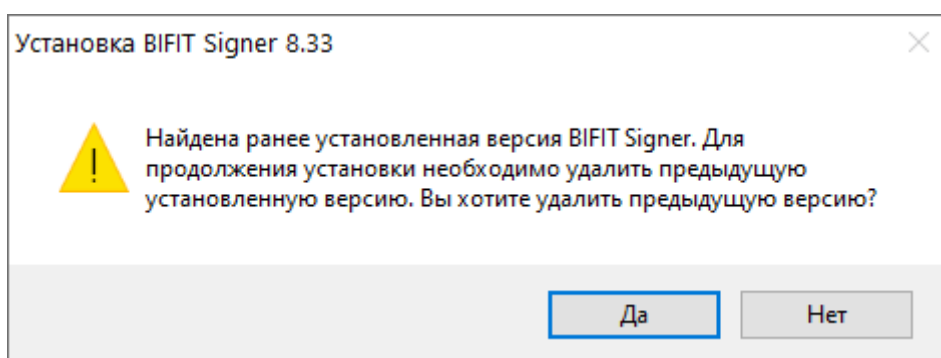 Установка BIFIT Signer 8.33
Найдена ранее установленная версия BIFIT Signer. Для
продолжения установки необходимо удалить предыдущую
установленную версию. Вы хотите удалить предыдущую версию?
Да Нет